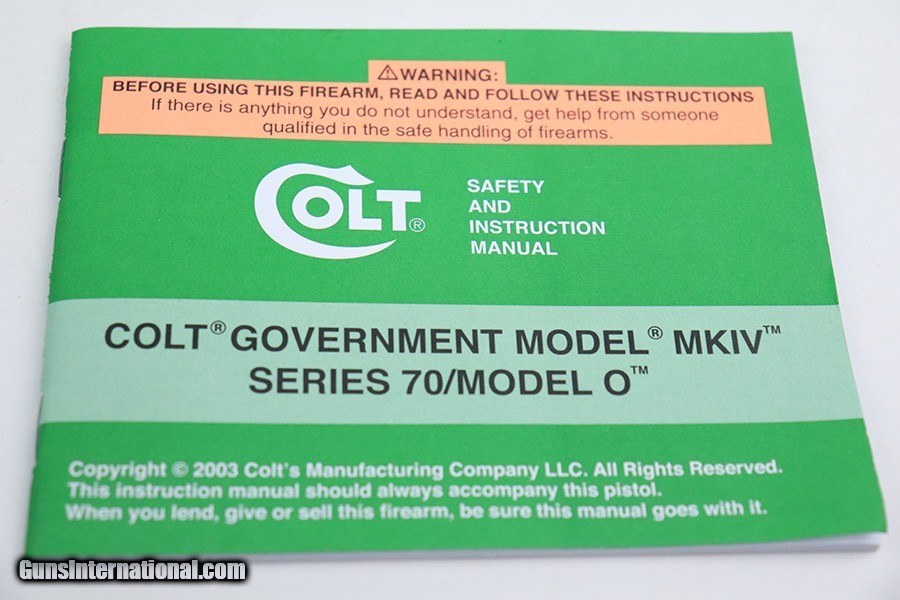 ⚠WARNING:
BEFORE USING THIS FIREARM, READ AND FOLLOW THESE INSTRUCTIONS
If there is anything you do not understand, get help from someone
qualified in the safe handling of firearms.
COLT®
SAFETY
AND
INSTRUCTION
MANUAL
COLT® GOVERNMENT MODEL® MKIV™
SERIES 70/MODEL O™
Copyright © 2003 Colt's Manufacturing Company LLC. All Rights Reserved.
This instruction manual should always accompany this pistol.
When you lend, give or sell this firearm, be sure this manual goes with it.
GunsInternational.com